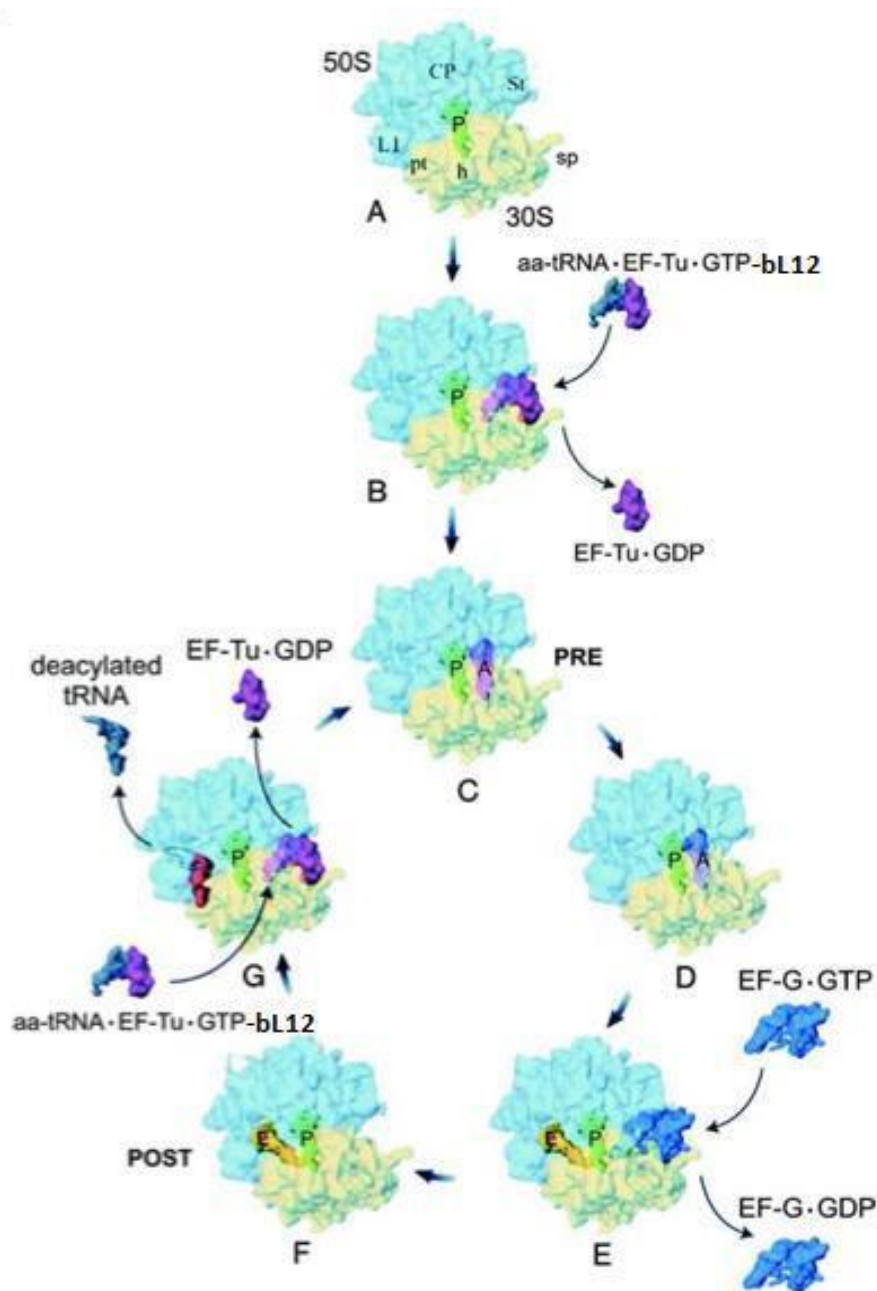 50S
CP
St
P
L1
pt
h
sp
A
30S
aa-tRNA·EF-Tu·GTP-bL12
P
B
EF-Tu·GDP
deacylated
tRNA
EF-Tu·GDP
P
A
PRE
C
P
P
A
G
D
aa-tRNA·EF-Tu·GTP-bL12
EF-G·GTP
E
P
POST
E
P
F
E
EF-G·GDP